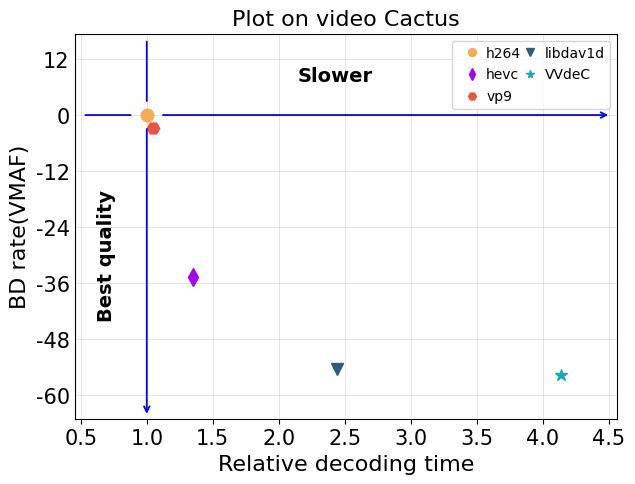 Plot on video Cactus
h264
libdav1d
hevc
VVdeC
vp9
Slower
Best quality
BD rate(VMAF)
12
0
-12
-24
-36
-48
-60
0.5 1.0 1.5 2.0 2.5 3.0 3.5 4.0 4.5
Relative decoding time